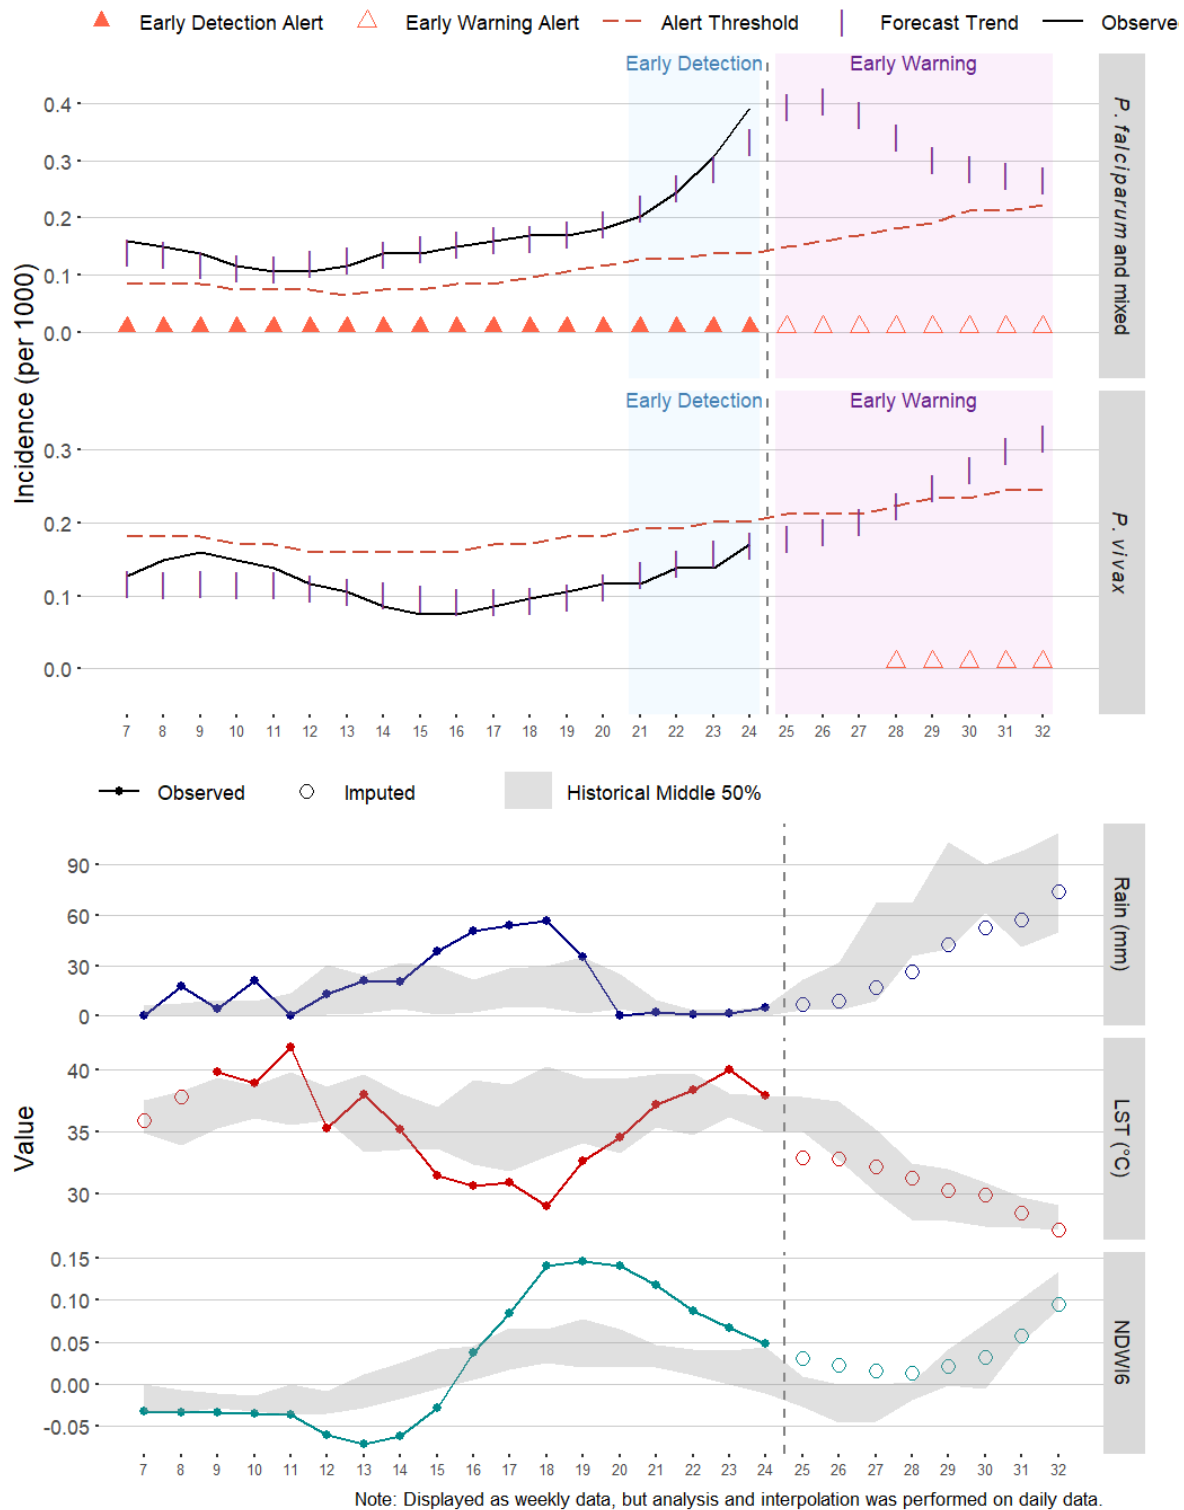 Early Detection Alert Early Warning Alert Alert Threshold Forecast Trend Observe
Early Detection Early Warning
0.4
0.3
0.2
0.1
0.0
P. falciparum and mixed
Incidence (per 1000)
Early Detection Early Warning
0.3
0.2
0.1
0.0
P. vivax
7 8 9 10 11 12 13 14 15 16 17 18 19 20 21 22 23 24 25 26 27 28 29 30 31 32
Observed Imputed Historical Middle 50%
90
60
30
0
Rain (mm)
40
35
30
LST (°C)
Value
0.15
0.10
0.05
0.00
-0.05
NDWI6
7 8 9 10 11 12 13 14 15 16 17 18 19 20 21 22 23 24 25 26 27 28 29 30 31 32
Note: Displayed as weekly data, but analysis and interpolation was performed on daily data.